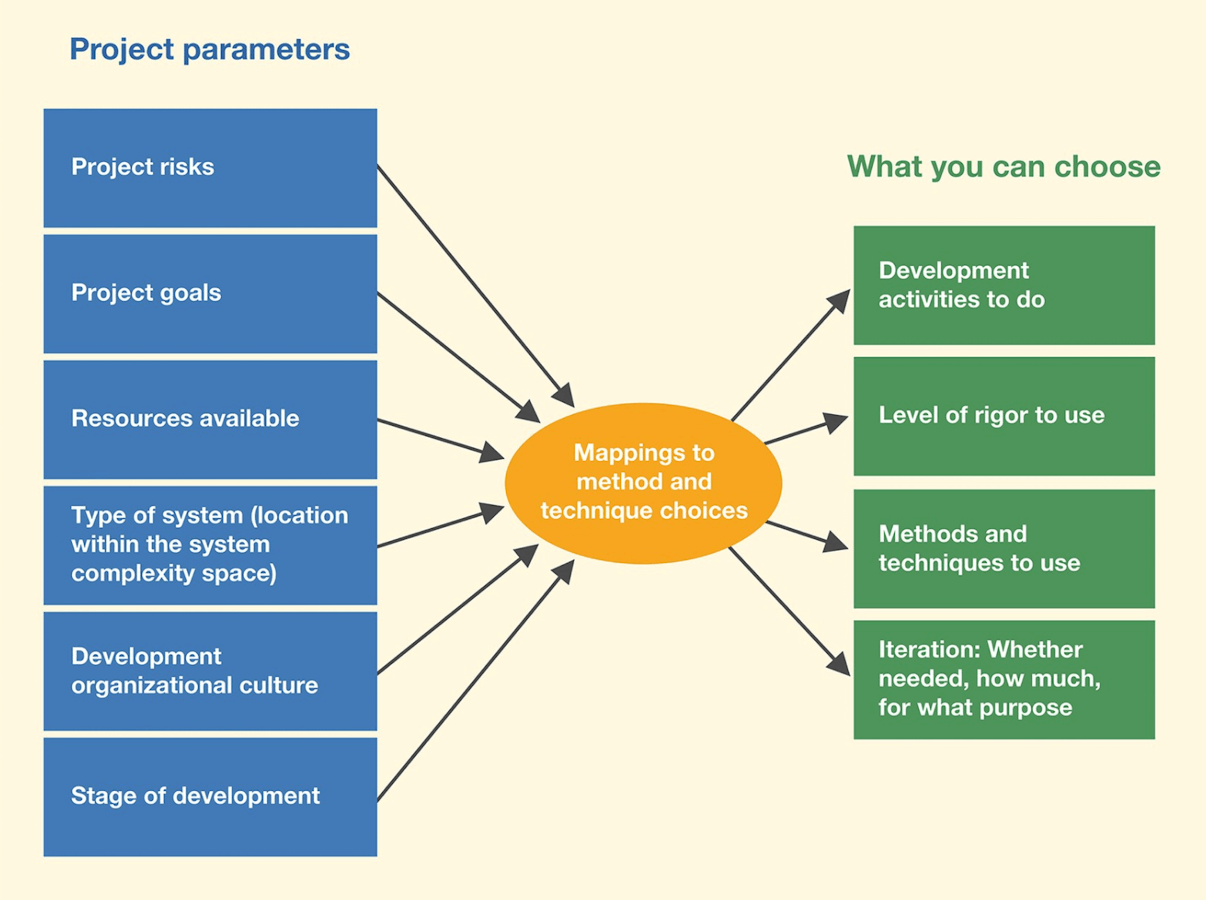 Project parameters
Project risks
Project goals
Resources available
Type of system (location
within the system
complexity space)
Development
organizational culture
Stage of development
Mappings to
method and
technique choices
What you can choose
Development
activities to do
Level of rigor to use
Methods and
techniques to use
Iteration: Whether
needed, how much,
for what purpose